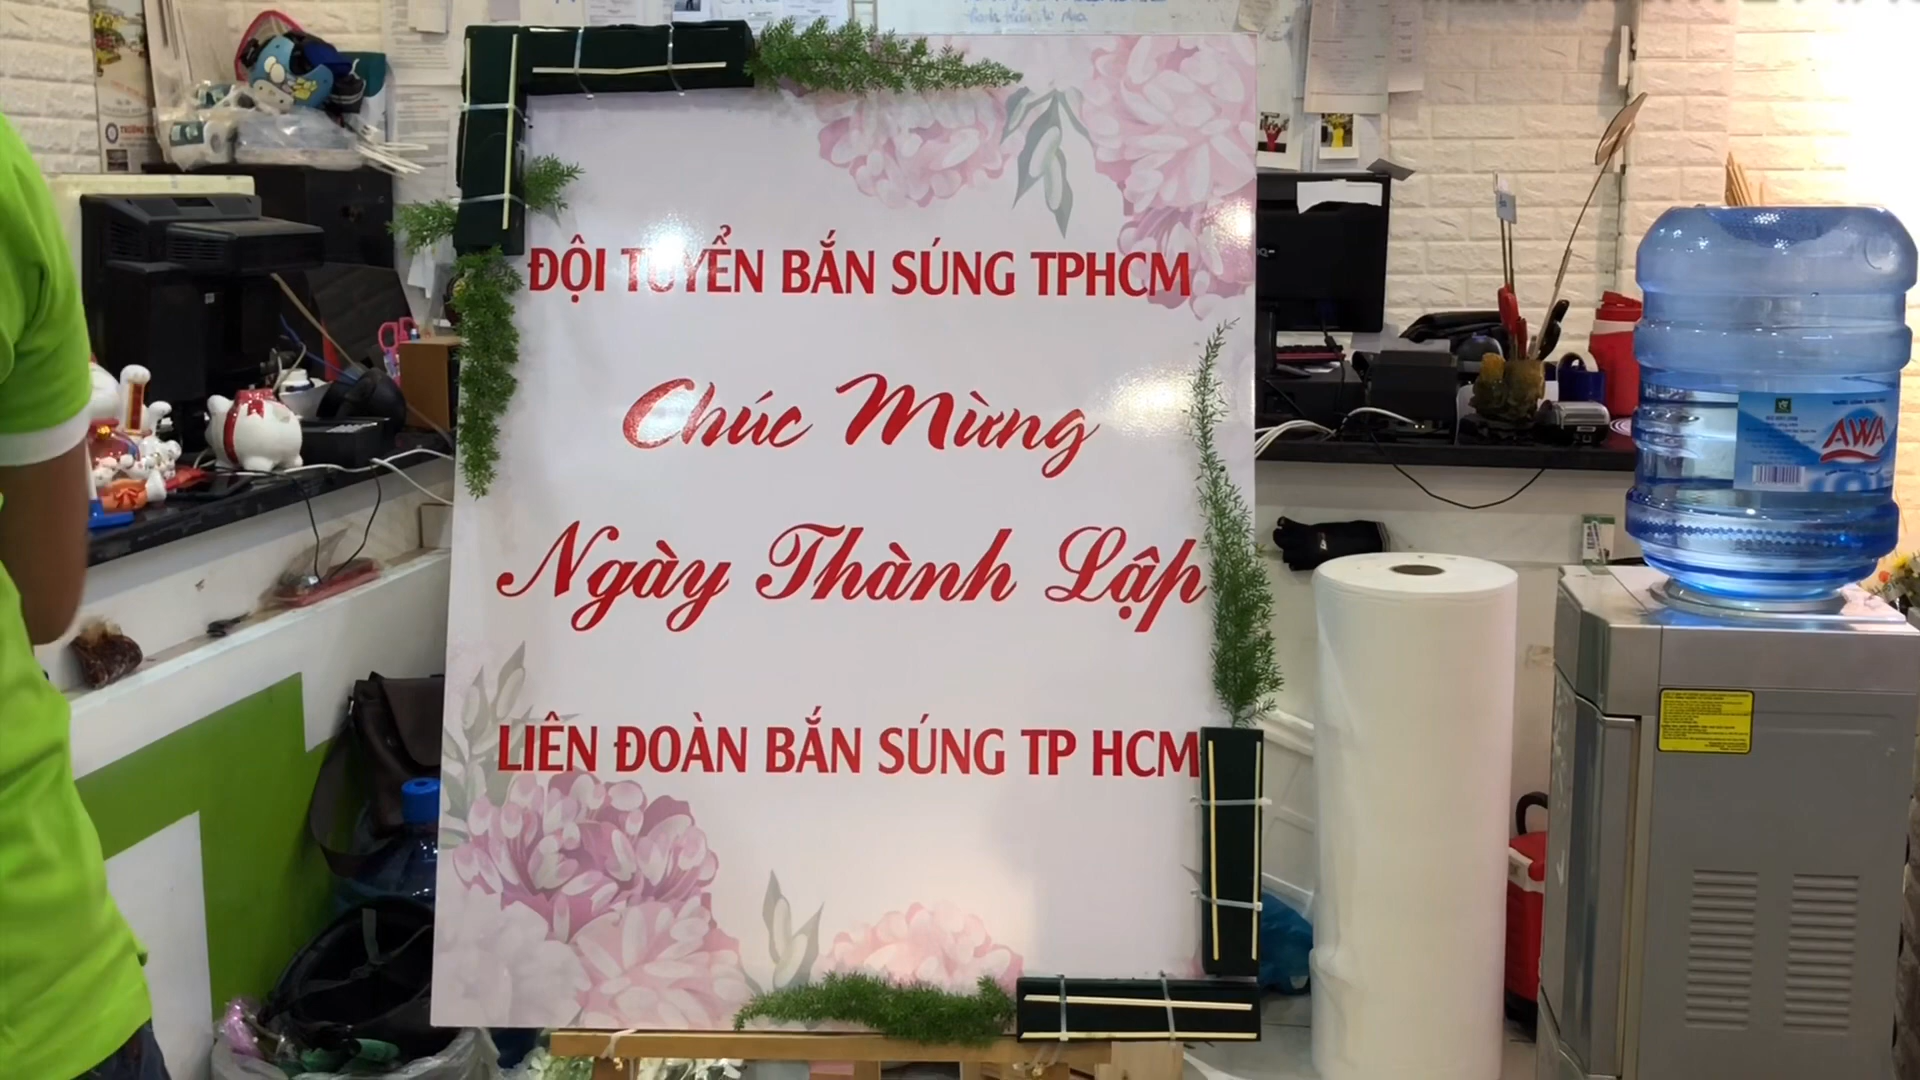 ĐỘI TUYỂN BẮN SÚNG TPHCM
Chúc Mừng
Ngày Thành Lập
LIÊN ĐOÀN BẮN SÚNG TP HCM
AWA